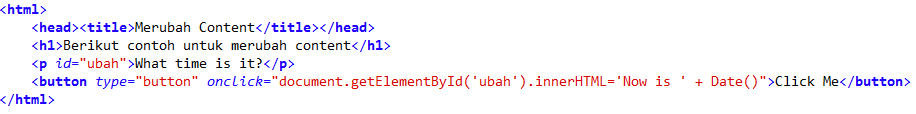 <html>
<head><title>Merubah Content</title></head>
<h1>Berikut contoh untuk merubah content</h1>
<p id="ubah">What time is it?</p>
<button type="button" onclick="document.getElementById('ubah').innerHTML='Now is ' + Date()">Click Me</button>
</html>